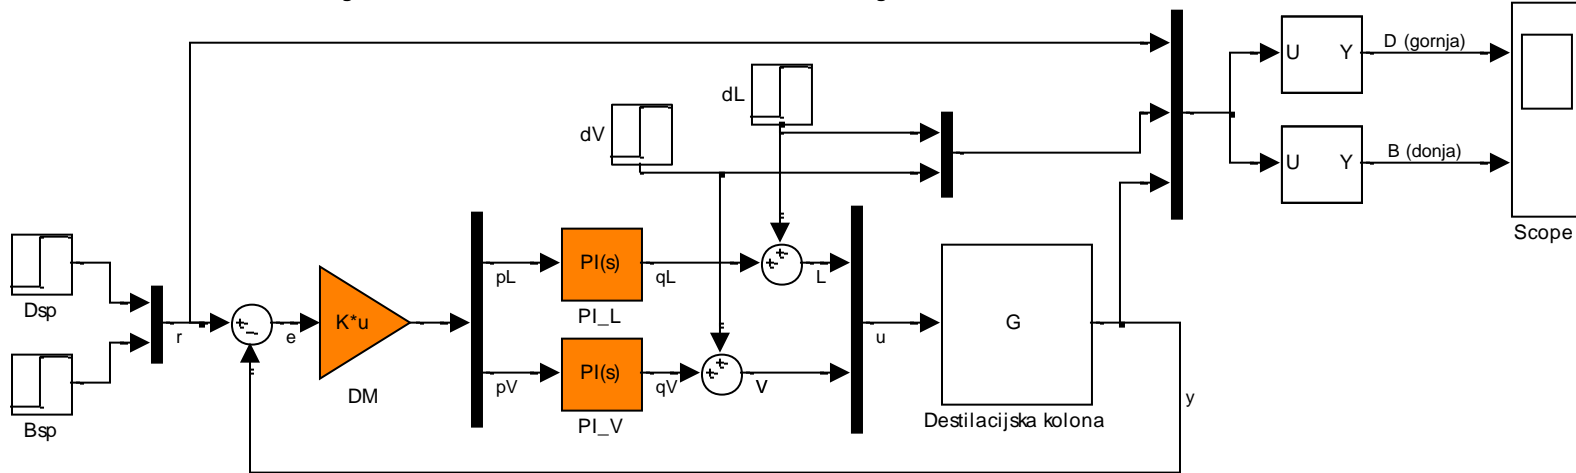 U
Y
D (gornja)
dL
dV
U
Y
B (donja)
Scope
Dsp
Bsp
r
e
K*u
DM
pL
PI(s)
qL
PI_L
pV
PI(s)
qV
PI_V
L
V
u
G
Destilacijska kolona
y